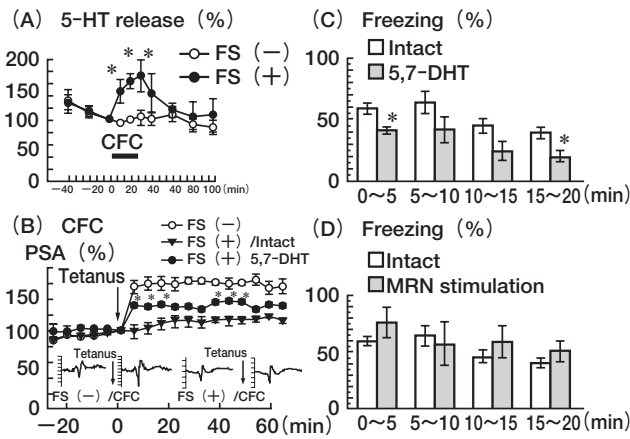 (A) 5-HT release (%)
FS (−)
FS (+)
* * *
200
150
100
50
0
CFC
−40 −20 0 20 40 60 80 100 (min)
(B) CFC
PSA (%)
FS (−)
FS (+) /Intact
FS (+) 5,7-DHT
Tetanus
* * * * * *
150
100
50
0
Tetanus
FS (−) /CFC
Tetanus
FS (+) /CFC
−20 0 20 40 60 (min)
(C) Freezing (%)
Intact
5,7-DHT
100
50
0
* *
0〜5 5〜10 10〜15 15〜20 (min)
(D) Freezing (%)
Intact
MRN stimulation
100
50
0
0〜5 5〜10 10〜15 15〜20 (min)